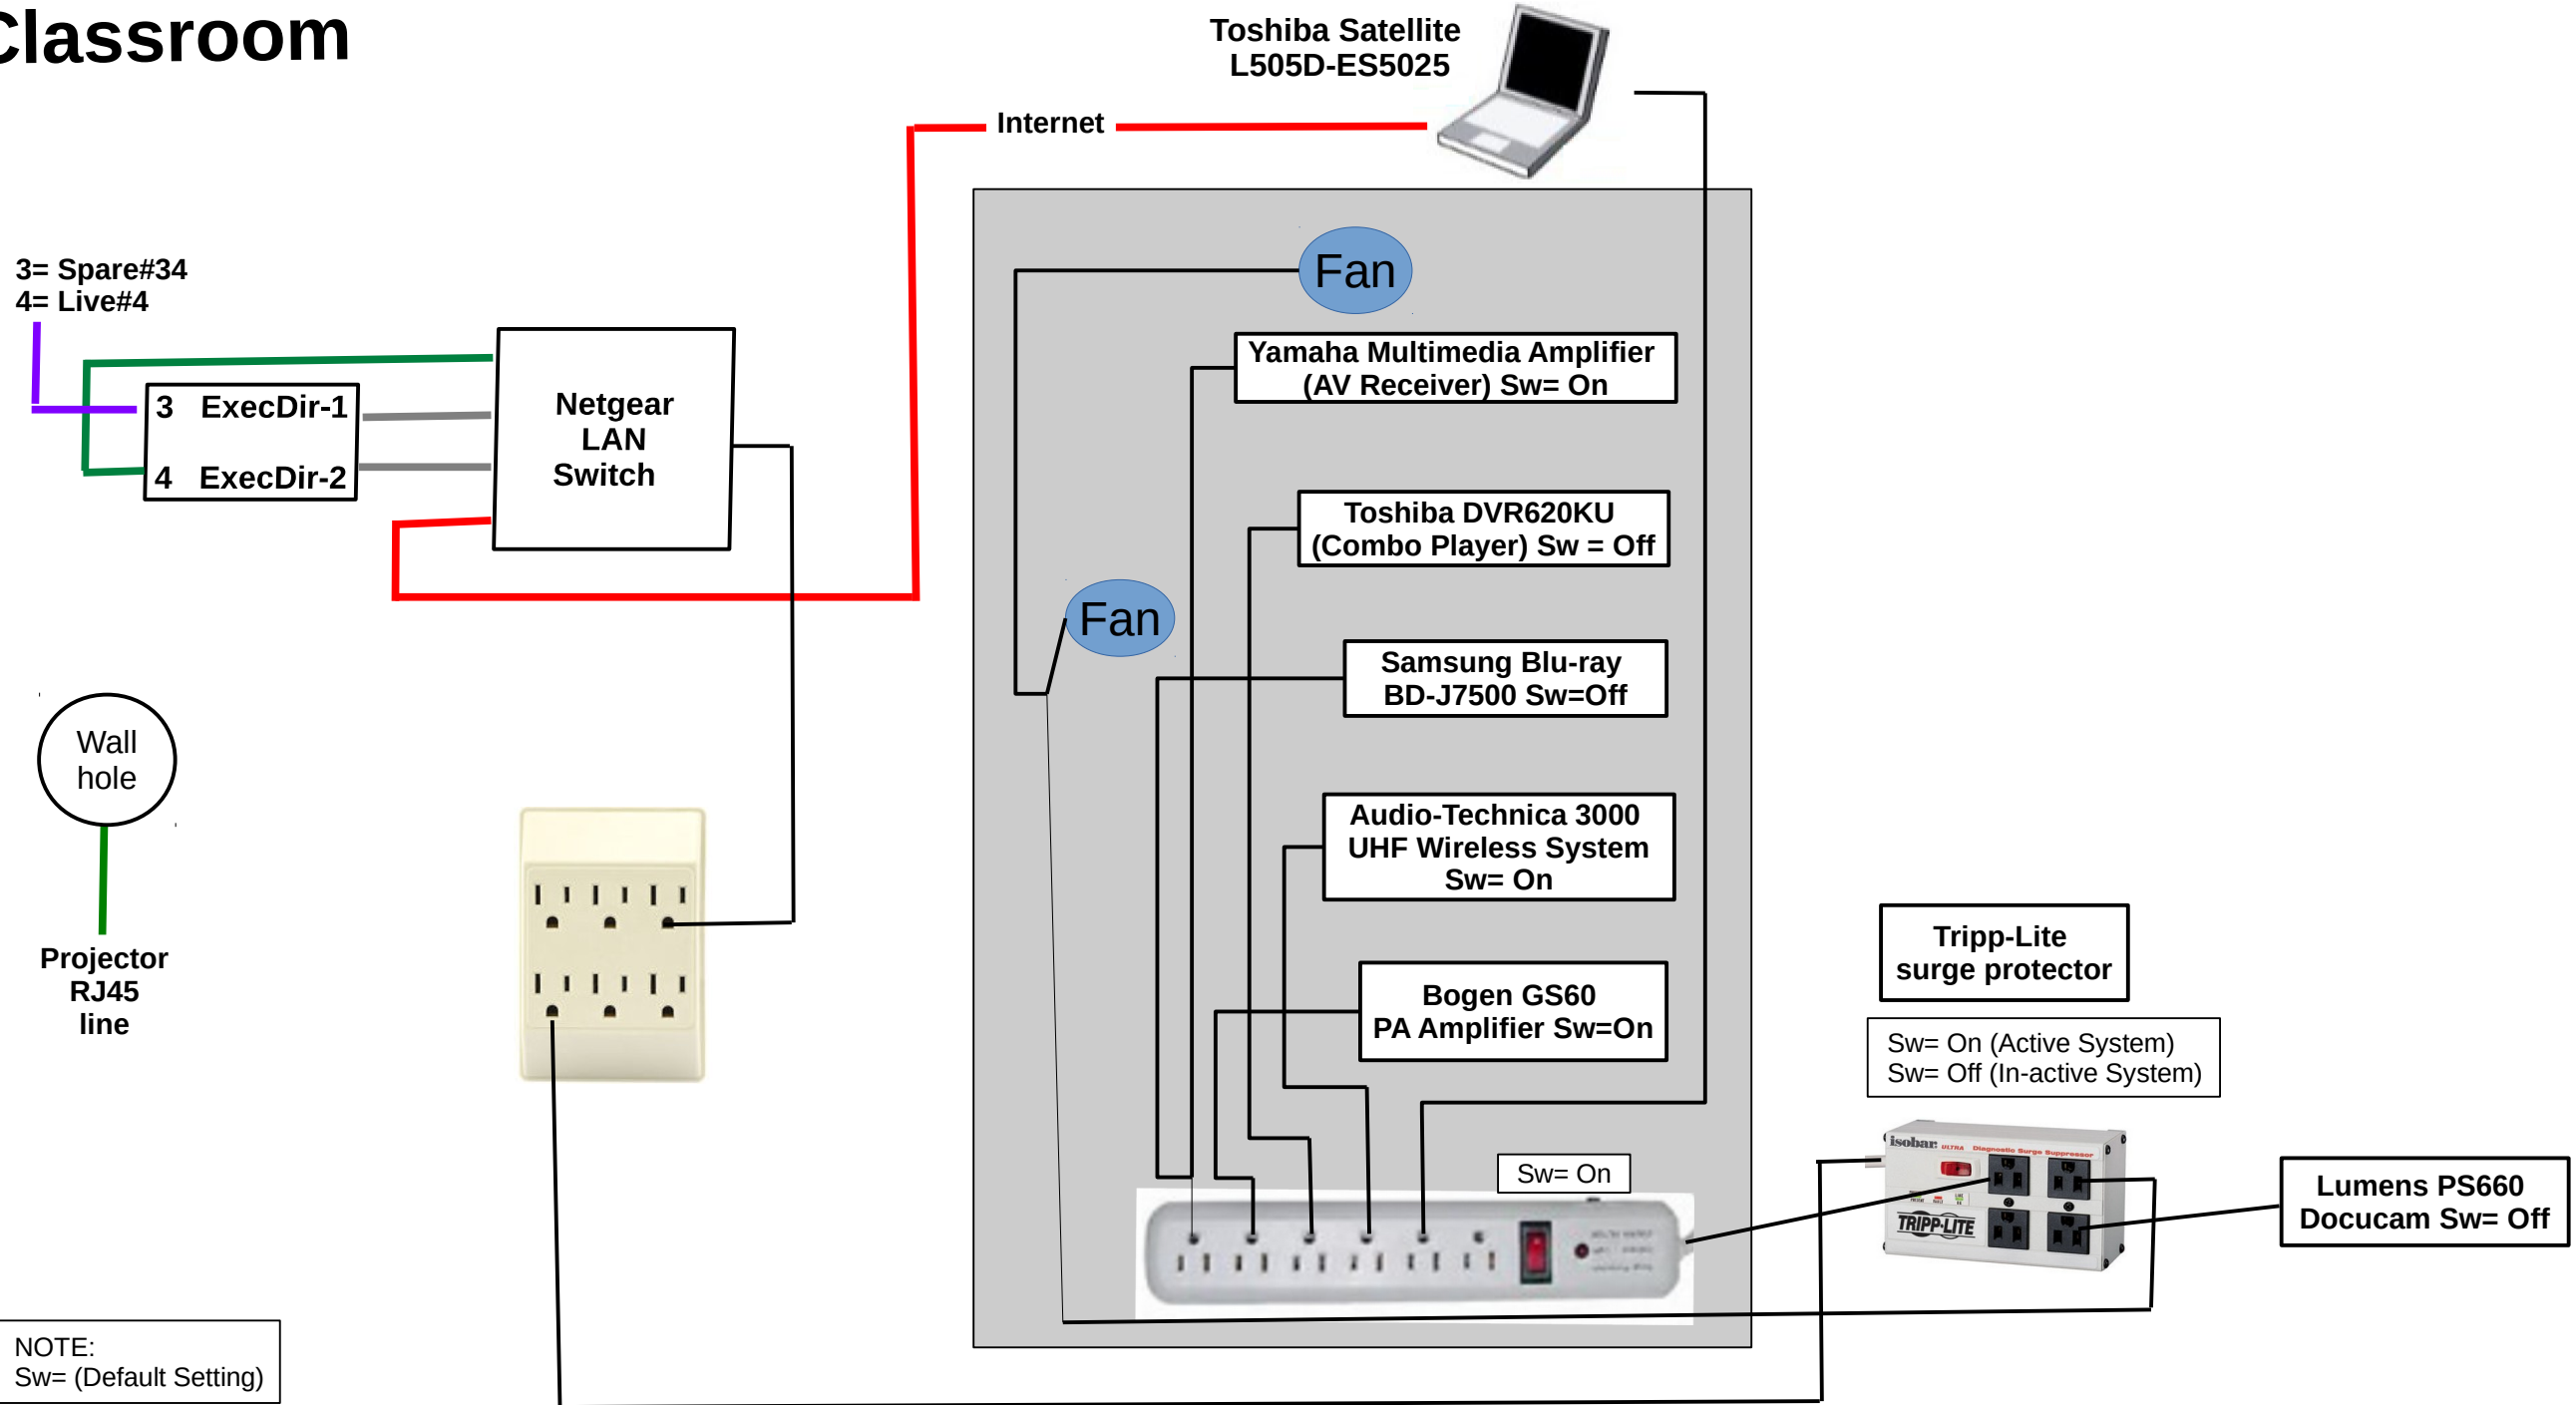 Classroom
Toshiba Satellite
L505D-ES5025
Internet
3= Spare#34
4= Live#4
3 ExecDir-1
4 ExecDir-2
Netgear
LAN
Switch
Fan
Yamaha Multimedia Amplifier
(AV Receiver) Sw= On
Toshiba DVR620KU
(Combo Player) Sw = Off
Fan
Samsung Blu-ray
BD-J7500 Sw=Off
Wall
hole
Projector
RJ45
line
Audio-Technica 3000
UHF Wireless System
Sw= On
Bogen GS60
PA Amplifier Sw=On
Tripp-Lite
surge protector
Sw= On (Active System)
Sw= Off (In-active System)
isobar ULTRA Diagnostic Surge Suppressor
TRIPP·LITE
Sw= On
Lumens PS660
Docucam Sw= Off
NOTE:
Sw= (Default Setting)